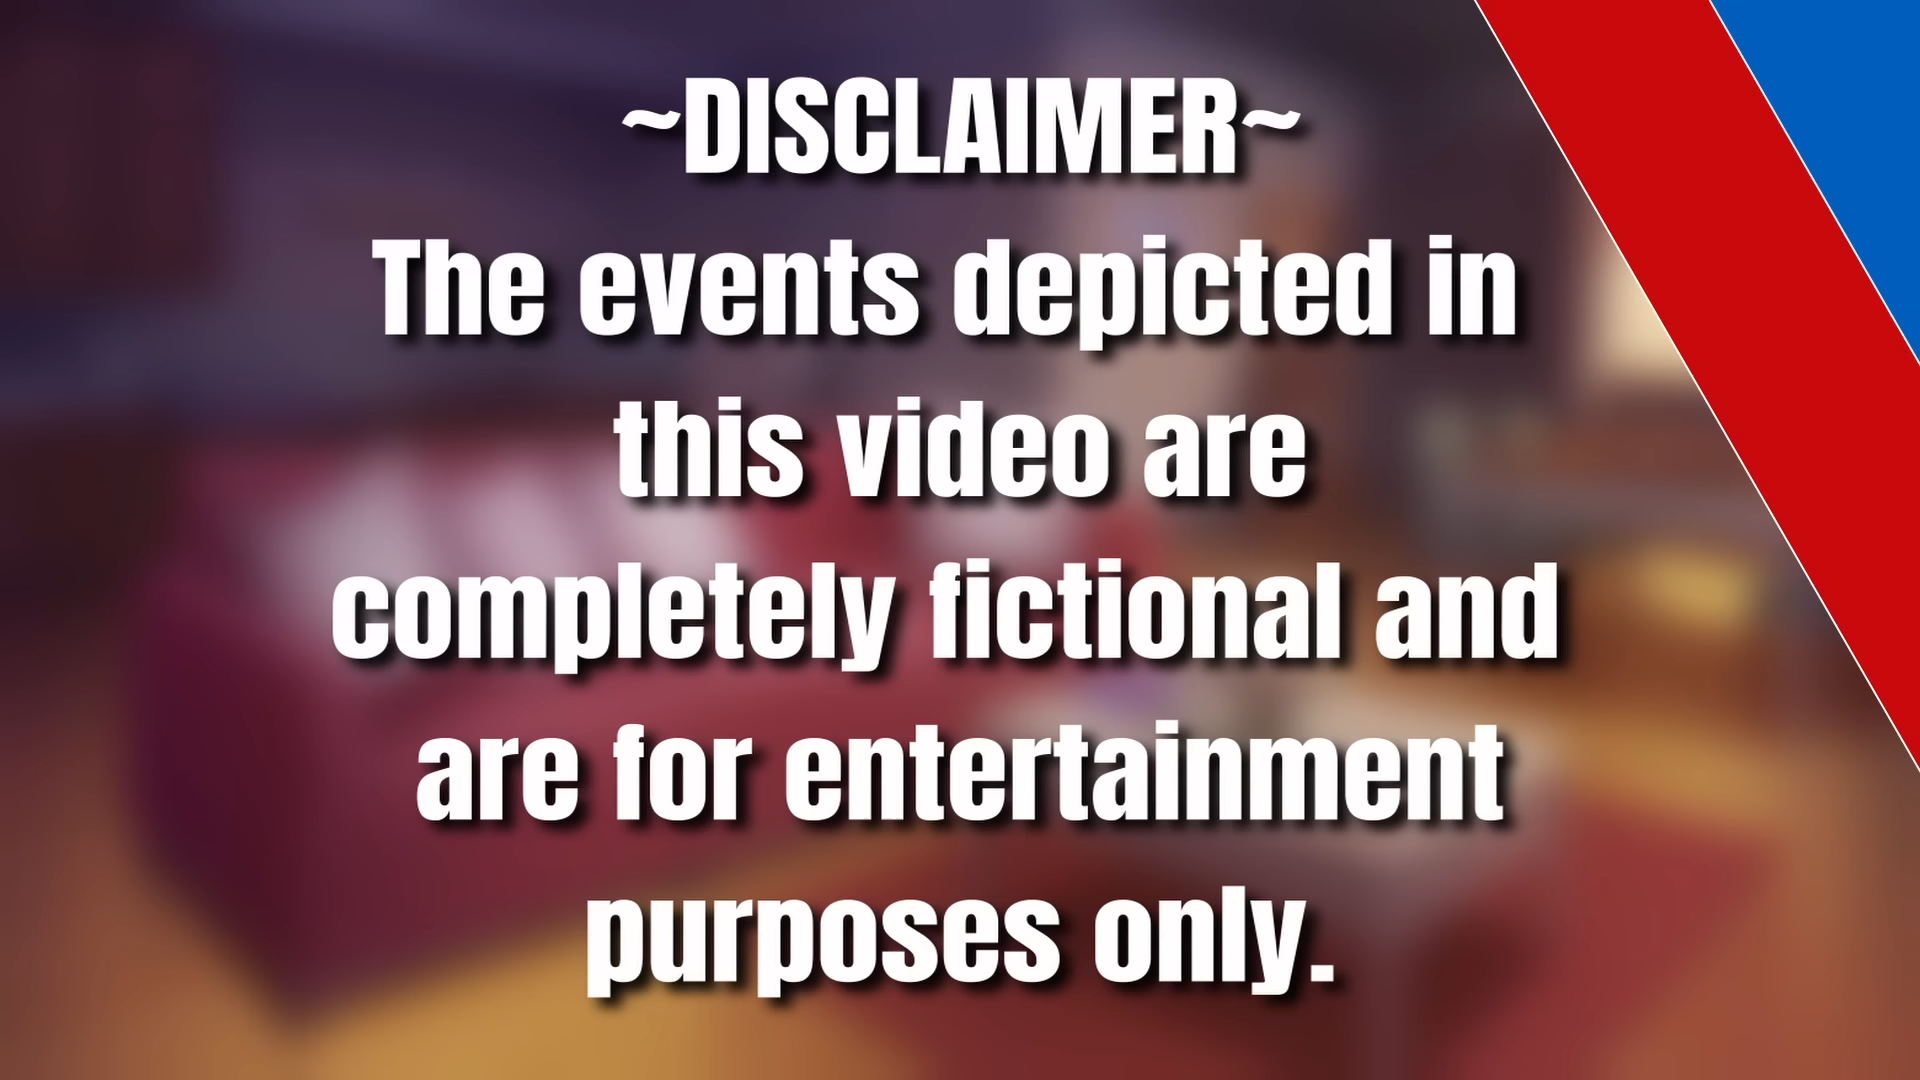 ~DISCLAIMER~
The events depicted in
this video are
completely fictional and
are for entertainment
purposes only.